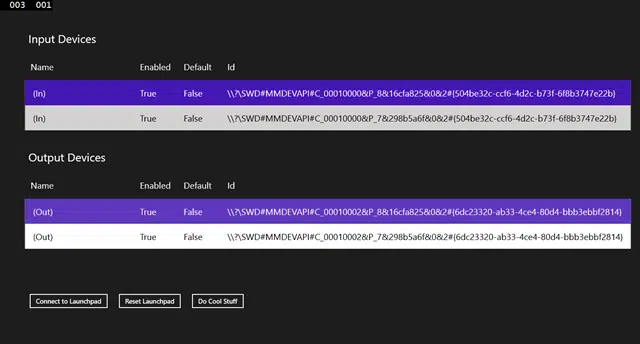 003 001
Input Devices
Name Enabled Default Id
(In) True False \\?\SWD#MMDEVAPI#C_00010000&P_8&16cfa825&0&2#{504be32c-ccf6-4d2c-b73f-6f8b3747e22b}
(In) True False \\?\SWD#MMDEVAPI#C_00010000&P_7&298b5a6f&0&2#{504be32c-ccf6-4d2c-b73f-6f8b3747e22b}
Output Devices
Name Enabled Default Id
(Out) True False \\?\SWD#MMDEVAPI#C_00010002&P_8&16cfa825&0&2#{6dc23320-ab33-4ce4-80d4-bbb3ebbf2814}
(Out) True False \\?\SWD#MMDEVAPI#C_00010002&P_7&298b5a6f&0&2#{6dc23320-ab33-4ce4-80d4-bbb3ebbf2814}
Connect to Launchpad Reset Launchpad Do Cool Stuff